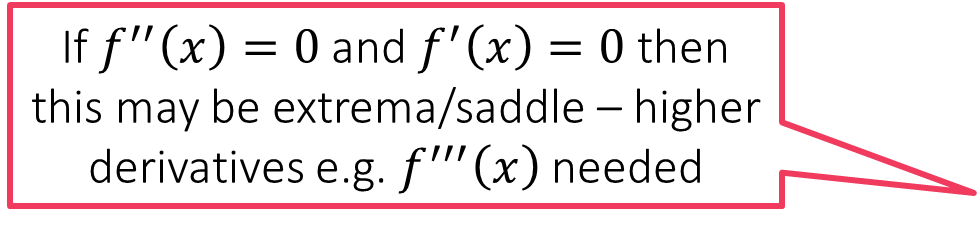 If f′′(x) = 0 and f′(x) = 0 then
this may be extrema/saddle – higher
derivatives e.g. f′′′(x) needed